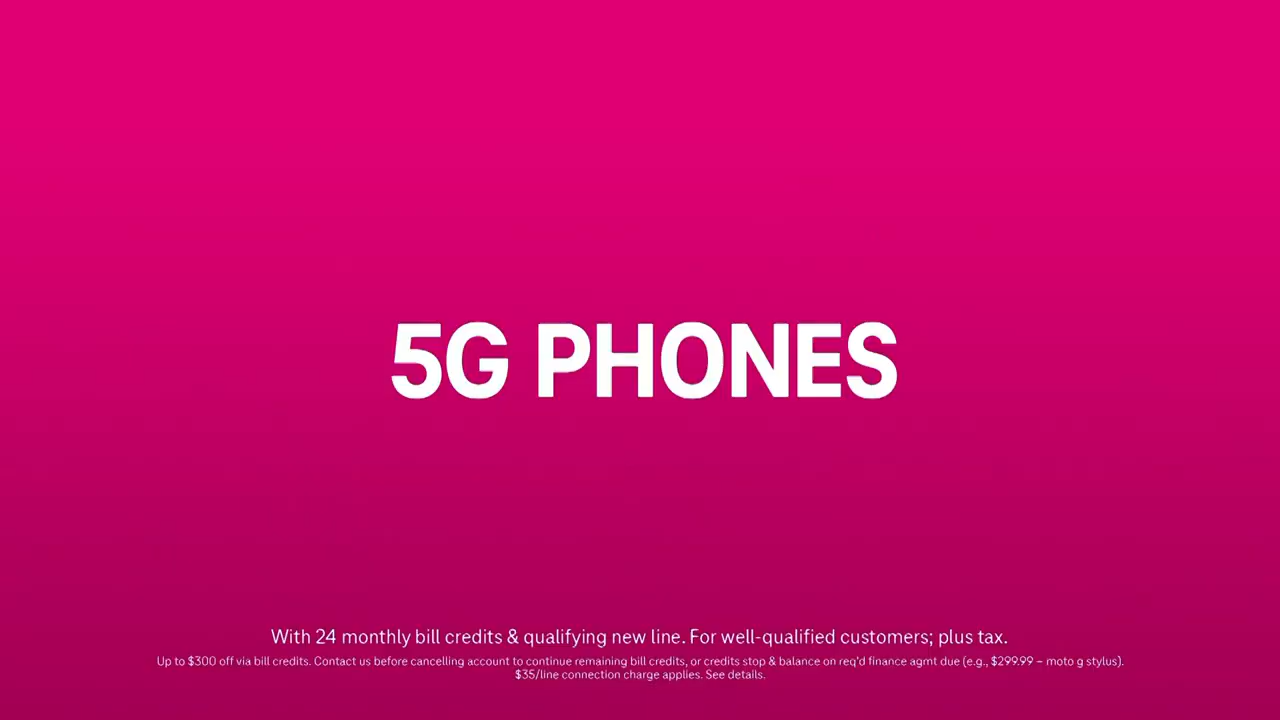 5G PHONES
With 24 monthly bill credits & qualifying new line. For well-qualified customers; plus tax.
Up to $300 off via bill credits. Contact us before cancelling account to continue remaining bill credits, or credits stop & balance on req'd finance agmt due (e.g., $299.99 – moto g stylus).
$35/line connection charge applies. See details.